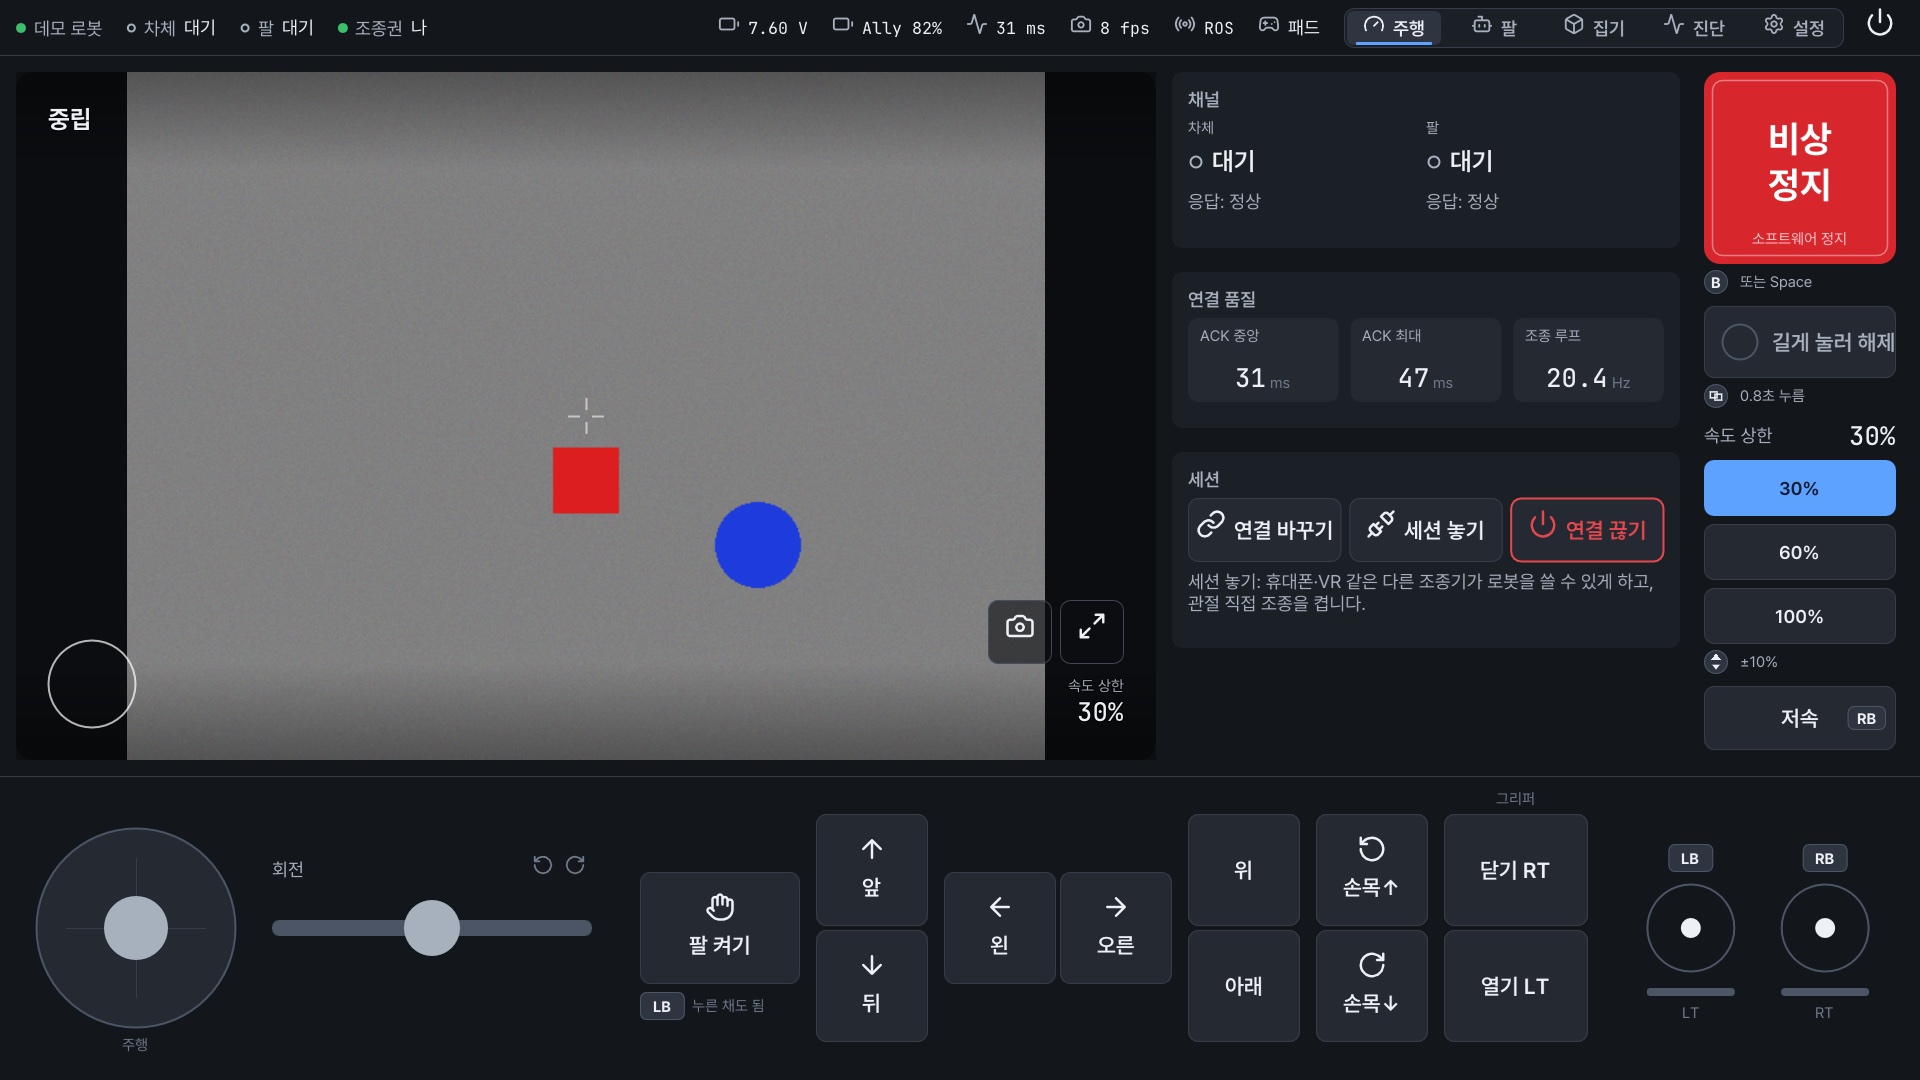 데모 로봇 차체 대기 팔 대기 조종권 나 7.60 V Ally 82% 31 ms 8 fps ROS 패드 주행 팔 집기 진단 설정
중립
속도 상한
30%
채널
차체 팔
대기 대기
응답: 정상 응답: 정상
연결 품질
ACK 중앙 ACK 최대 조종 루프
31 ms 47 ms 20.4 Hz
세션
연결 바꾸기 세션 놓기 연결 끊기
세션 놓기: 휴대폰·VR 같은 다른 조종기가 로봇을 쓸 수 있게 하고,
관절 직접 조종을 켭니다.
비상
정지
소프트웨어 정지
B 또는 Space
길게 눌러 해제
0.8초 누름
속도 상한 30%
30%
60%
100%
±10%
저속 RB
주행
회전
팔 켜기
LB 누른 채도 됨
앞
뒤
왼 오른
위
아래
손목↑
손목↓
그리퍼
닫기 RT
열기 LT
LB RB
LT RT